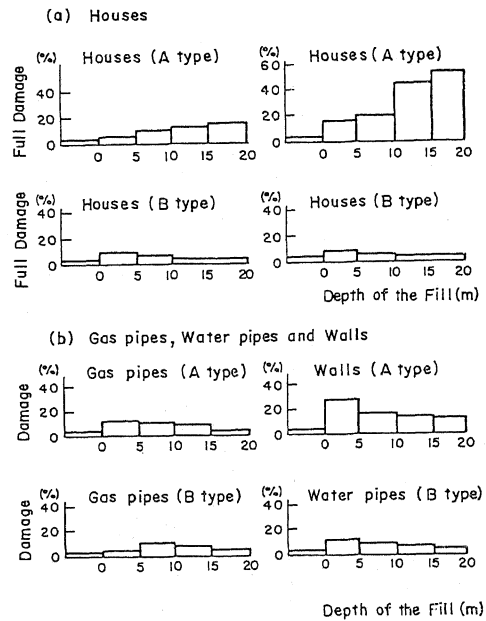 (a) Houses
(%) Houses (A type) (%) Houses (A type)
Full Damage
60
40 40
20 20
0 0
0 5 10 15 20 0 5 10 15 20
(%) Houses (B type) (%) Houses (B type)
Full Damage
40 40
20 20
0 0
0 5 10 15 20 0 5 10 15 20
Depth of the Fill (m)
(b) Gas pipes, Water pipes and Walls
(%) Gas pipes (A type) (%) Walls (A type)
Damage
40 40
20 20
0 0
0 5 10 15 20 0 5 10 15 20
(%) Gas pipes (B type) (%) Water pipes (B type)
Damage
40 40
20 20
0 0
0 5 10 15 20 0 5 10 15 20
Depth of the Fill (m)